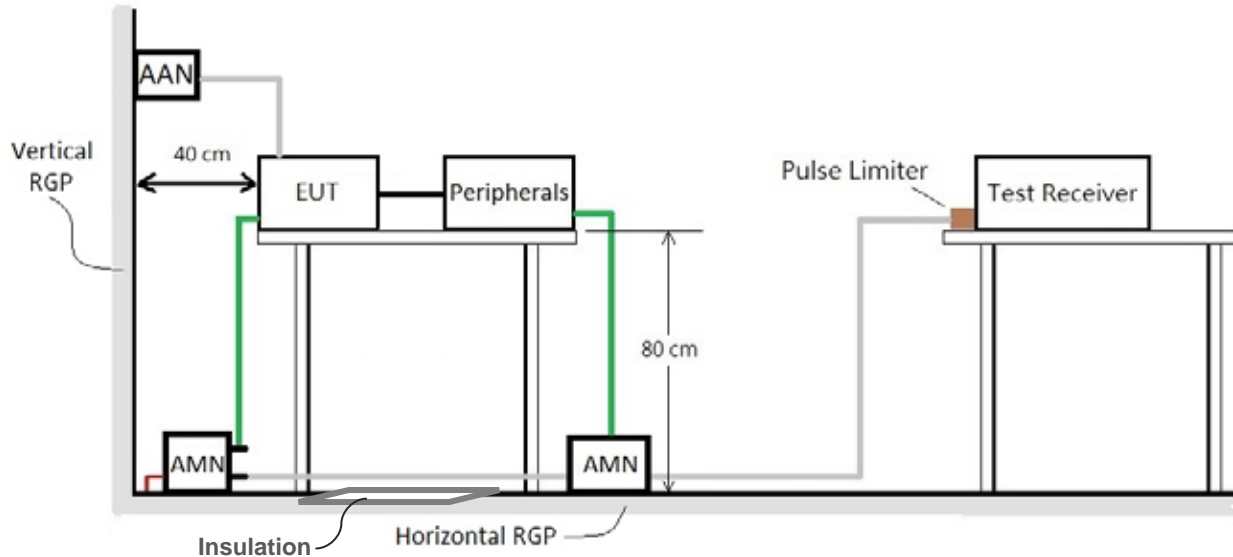 AAN
Vertical
RGP
40 cm
EUT
Peripherals
Pulse Limiter
Test Receiver
80 cm
AMN
AMN
Insulation
Horizontal RGP